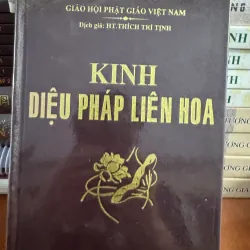 GIÁO HỘI PHẬT GIÁO VIỆT NAM
Dịch giả: HT.THÍCH TRÍ TỊNH
KINH
DIỆU PHÁP LIÊN HOA